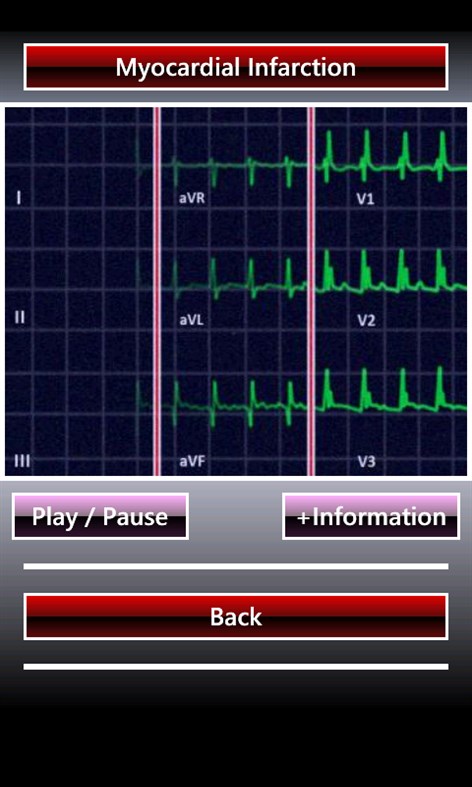 Myocardial Infarction
I
aVR
V1
II
aVL
V2
III
aVF
V3
Play / Pause
+Information
Back